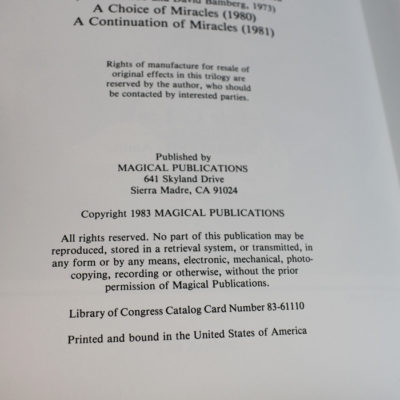 and David Bamberg, 1973)
A Choice of Miracles (1980)
A Continuation of Miracles (1981)
Rights of manufacture for resale of
original effects in this trilogy are
reserved by the author, who should
be contacted by interested parties.
Published by
MAGICAL PUBLICATIONS
641 Skyland Drive
Sierra Madre, CA 91024
Copyright 1983 MAGICAL PUBLICATIONS
All rights reserved. No part of this publication may be
reproduced, stored in a retrieval system, or transmitted, in
any form or by any means, electronic, mechanical, photo-
copying, recording or otherwise, without the prior
permission of Magical Publications.
Library of Congress Catalog Card Number 83-61110
Printed and bound in the United States of America